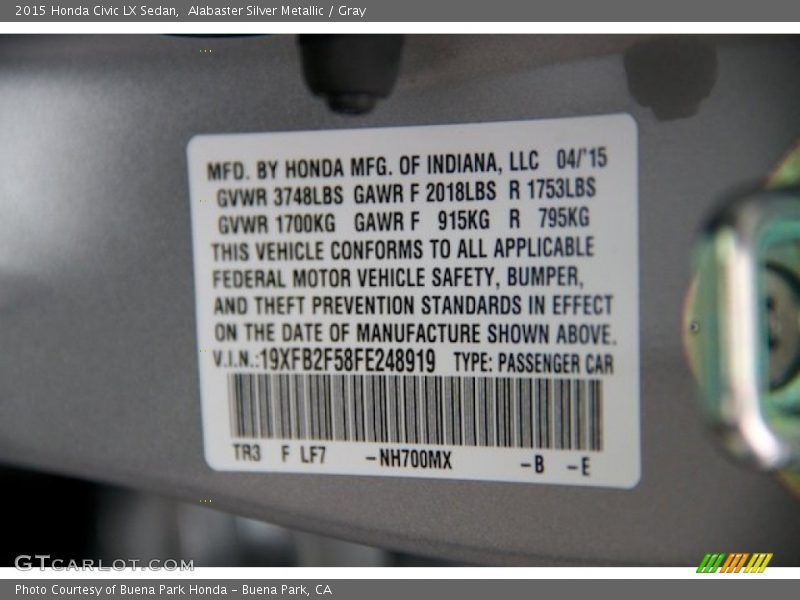 2015 Honda Civic LX Sedan,  Alabaster Silver Metallic / Gray
MFD. BY HONDA MFG. OF INDIANA, LLC 04/'15
GVWR 3748LBS GAWR F 2018LBS R 1753LBS
GVWR 1700KG GAWR F 915KG R 795KG
THIS VEHICLE CONFORMS TO ALL APPLICABLE
FEDERAL MOTOR VEHICLE SAFETY, BUMPER,
AND THEFT PREVENTION STANDARDS IN EFFECT
ON THE DATE OF MANUFACTURE SHOWN ABOVE.
V.I.N.:19XFB2F58FE248919 TYPE: PASSENGER CAR
TR3 F LF7 -NH700MX -B -E
GTCARLOT.COM
Photo Courtesy of Buena Park Honda - Buena Park, CA